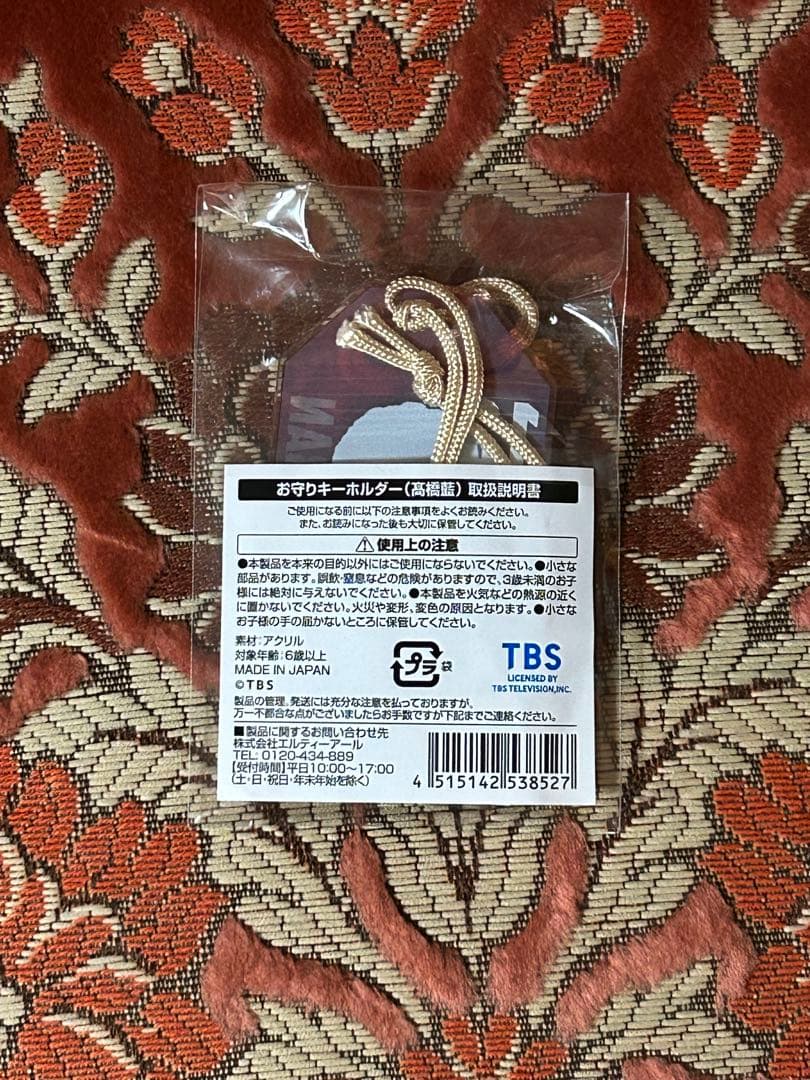 お守りキーホルダー(髙橋藍) 取扱説明書
ご使用になる前に以下の注意事項をよくお読みください。
また、お読みになった後も大切に保管してください。
使用上の注意
●本製品を本来の目的以外にはご使用にならないでください。●小さな
部品があります。誤飲・窒息などの危険がありますので、3歳未満のお子
様には絶対に与えないでください。●本製品を火気などの熱源の近く
に置かないでください。火災や変形、変色の原因となります。●小さな
お子様の手の届かないところに保管してください。
素材:アクリル
対象年齢:6歳以上
MADE IN JAPAN
©TBS
プラ 袋
TBS
LICENSED BY
TBS TELEVISION,INC.
製品の管理、発送には充分な注意を払っておりますが、
万一不都合な点がございましたらお手数ですが下記までご連絡ください。
■製品に関するお問い合わせ先
株式会社エルティーアール
TEL: 0120-434-889
【受付時間】平日10:00〜17:00
(土・日・祝日・年末年始を除く)
4 515142 538527